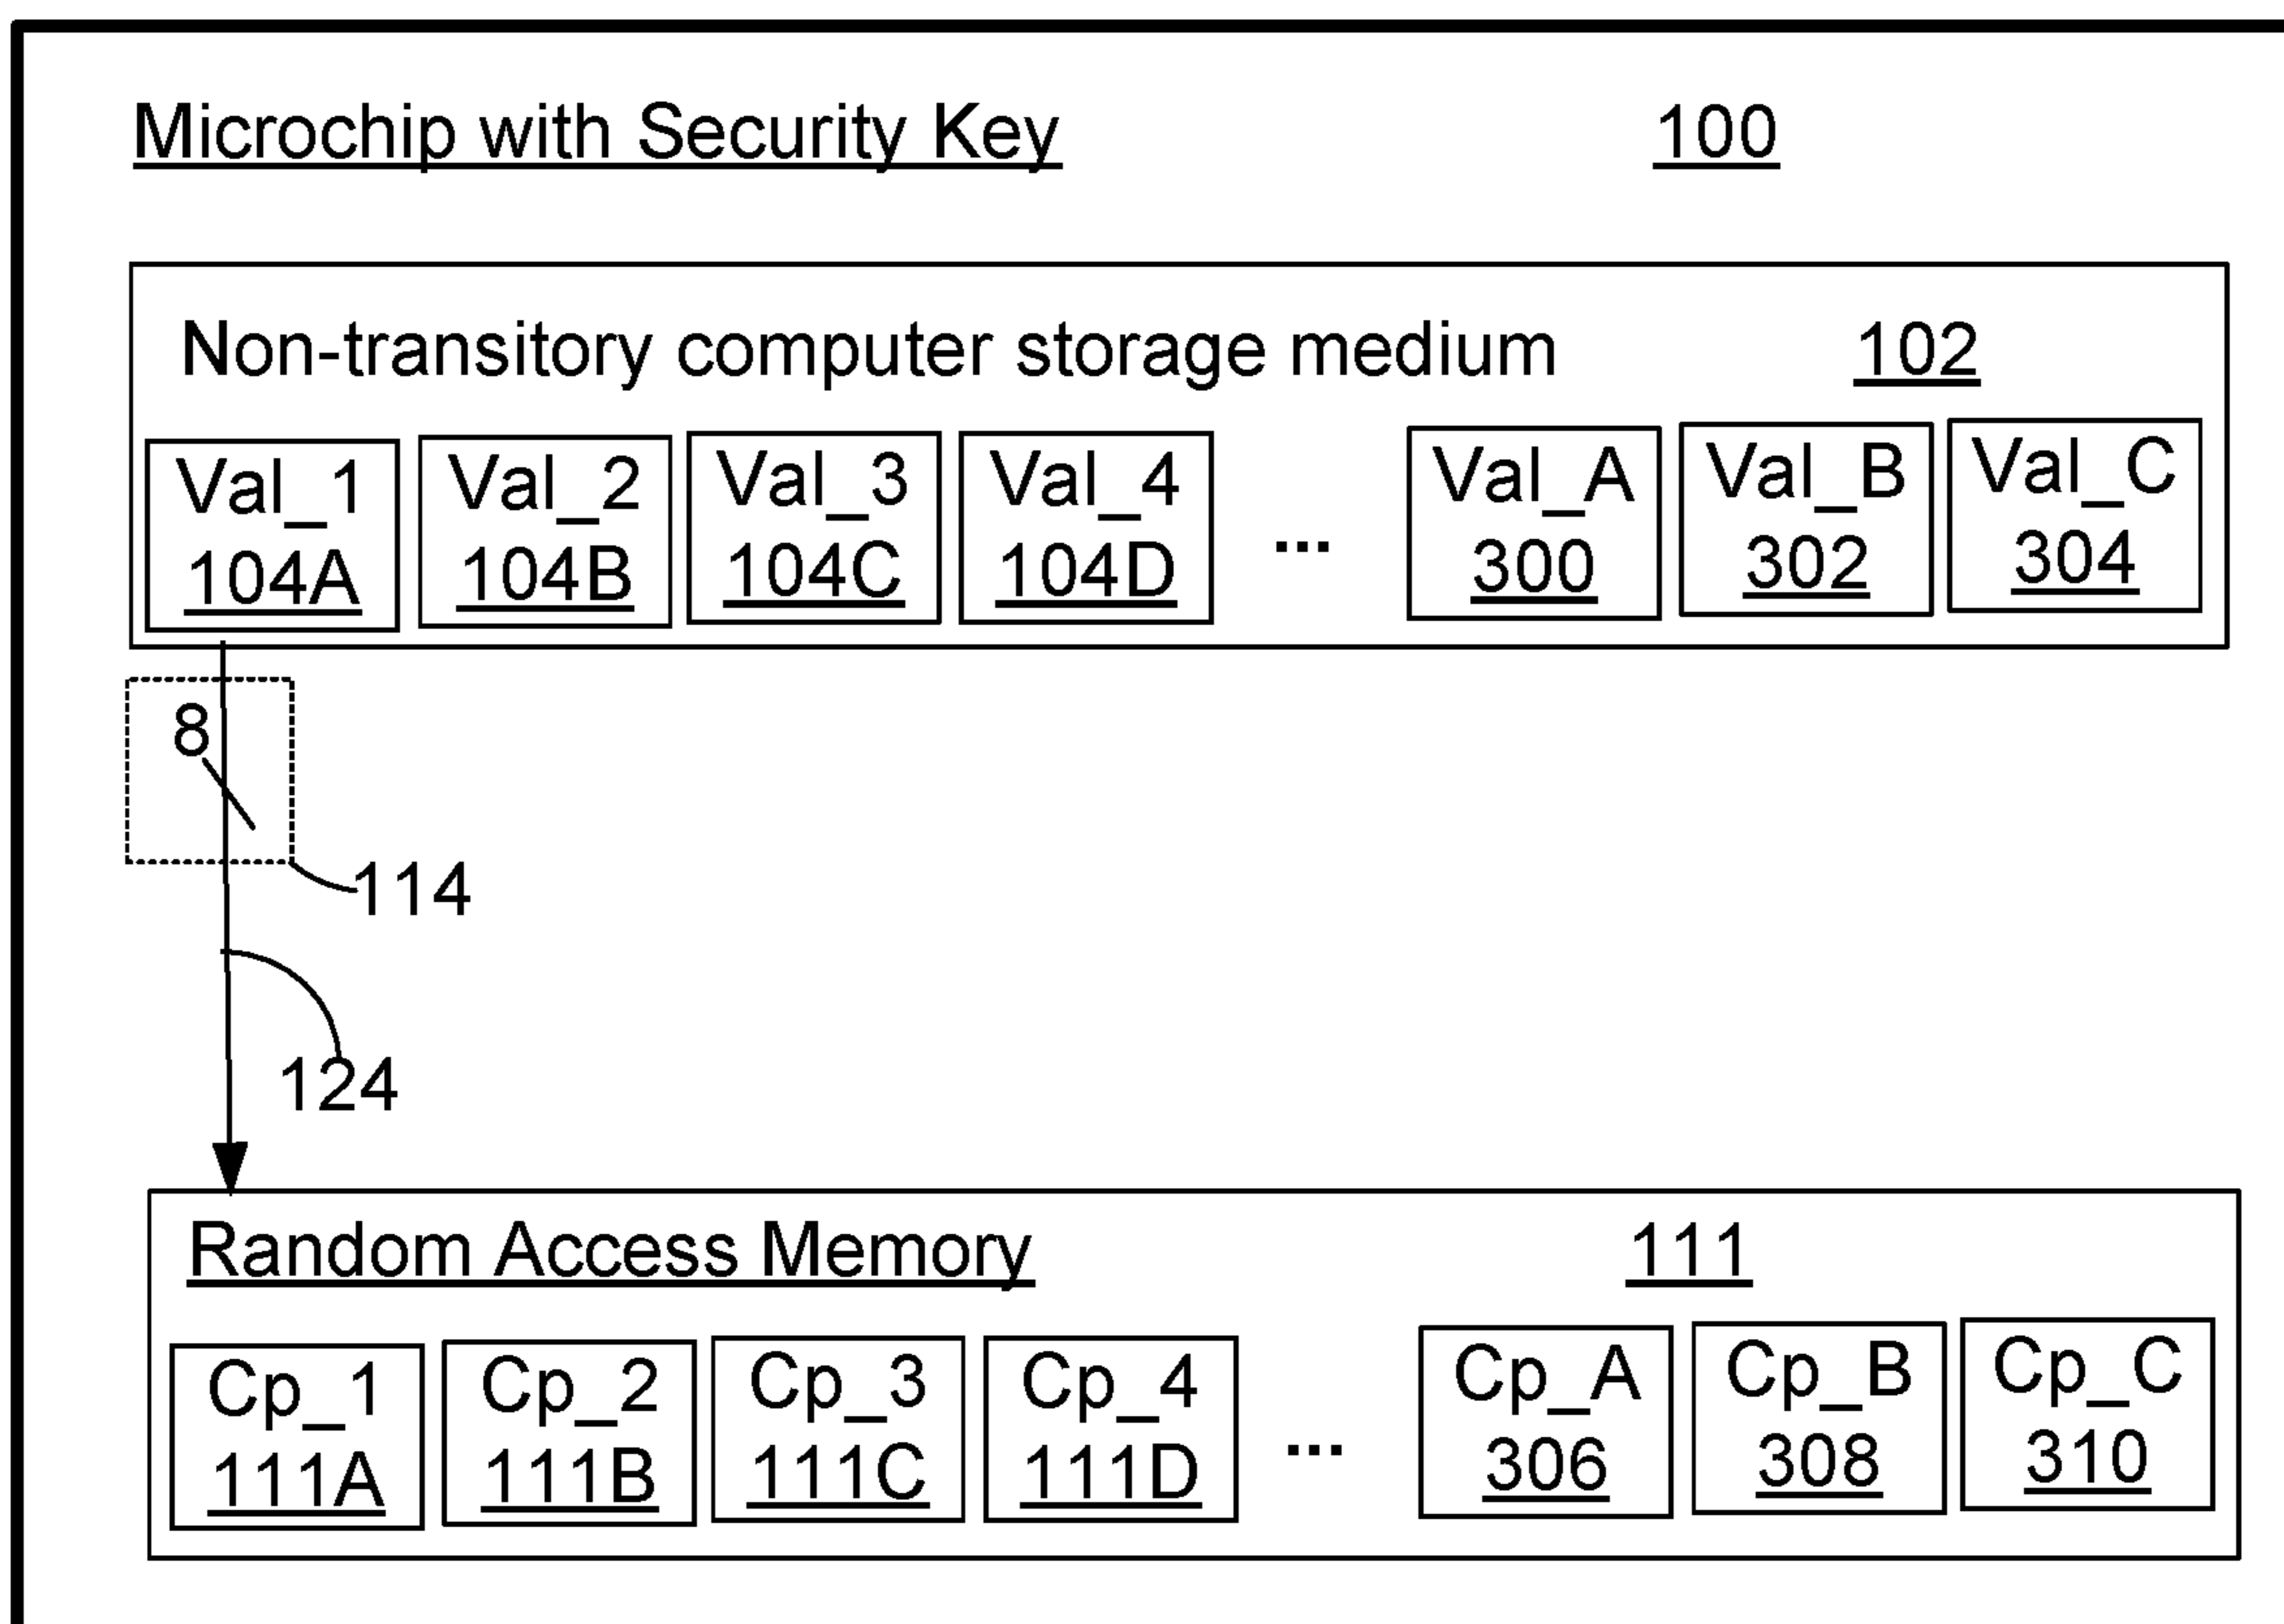 Microchip with Security Key 100
Non-transitory computer storage medium 102
Val_1 Val_2 Val_3 Val_4 ... Val_A Val_B Val_C
104A 104B 104C 104D 300 302 304
8
114
124
Random Access Memory 111
Cp_1 Cp_2 Cp_3 Cp_4 ... Cp_A Cp_B Cp_C
111A 111B 111C 111D 306 308 310